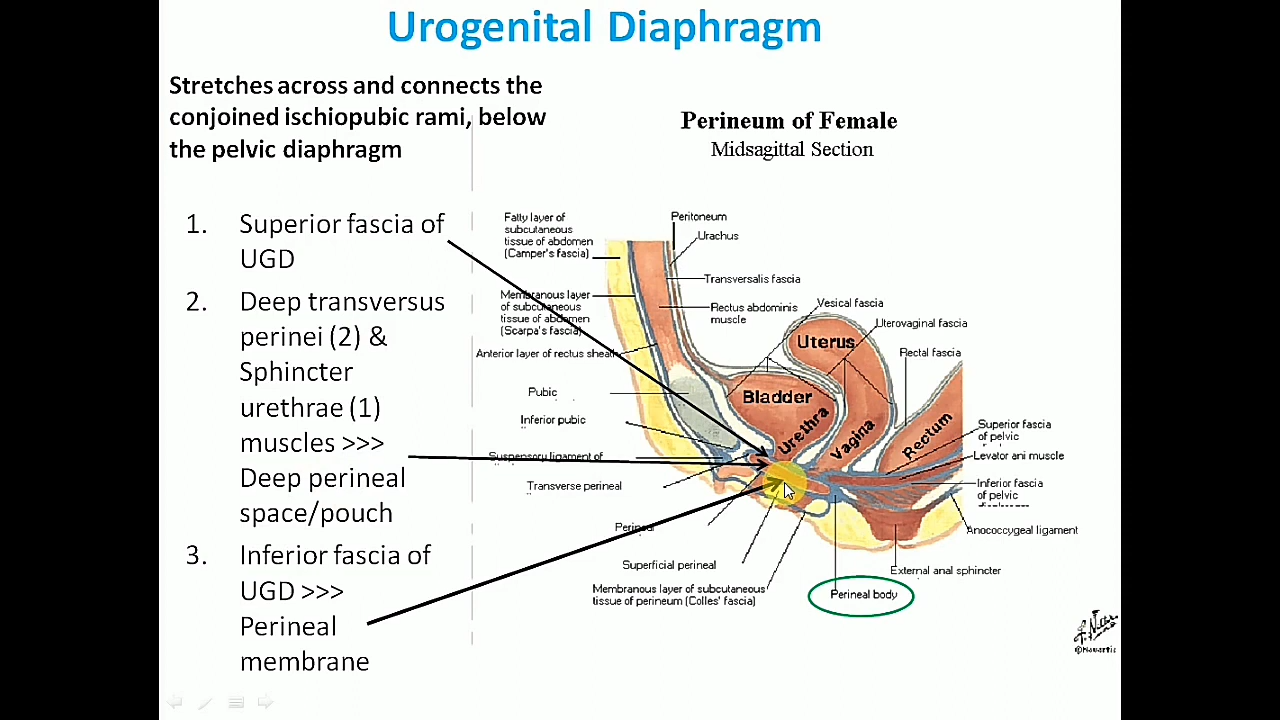 Urogenital Diaphragm
Stretches across and connects the
conjoined ischiopubic rami, below
the pelvic diaphragm
1. Superior fascia of
UGD
2. Deep transversus
perinei (2) &
Sphincter
urethrae (1)
muscles >>>
Deep perineal
space/pouch
3. Inferior fascia of
UGD >>>
Perineal
membrane
Perineum of Female
Midsagittal Section
Fatty layer of
subcutaneous
tissue of abdomen
(Camper's fascia)
Membranous layer
of subcutaneous
tissue of abdomen
(Scarpa's fascia)
Anterior layer of rectus sheath
Pubic
Inferior pubic
Suspensory ligament of
Transverse perineal
Perineal
Superficial perineal
Membranous layer of subcutaneous
tissue of perineum (Colles' fascia)
Peritoneum
Urachus
Transversalis fascia
Rectus abdominis
muscle
Vesical fascia
Uterovaginal fascia
Rectal fascia
Uterus
Bladder
Urethra
Vagina
Rectum
Superior fascia
of pelvic
Levator ani muscle
Inferior fascia
of pelvic
Anococcygeal ligament
External anal sphincter
Perineal body
©Novartis